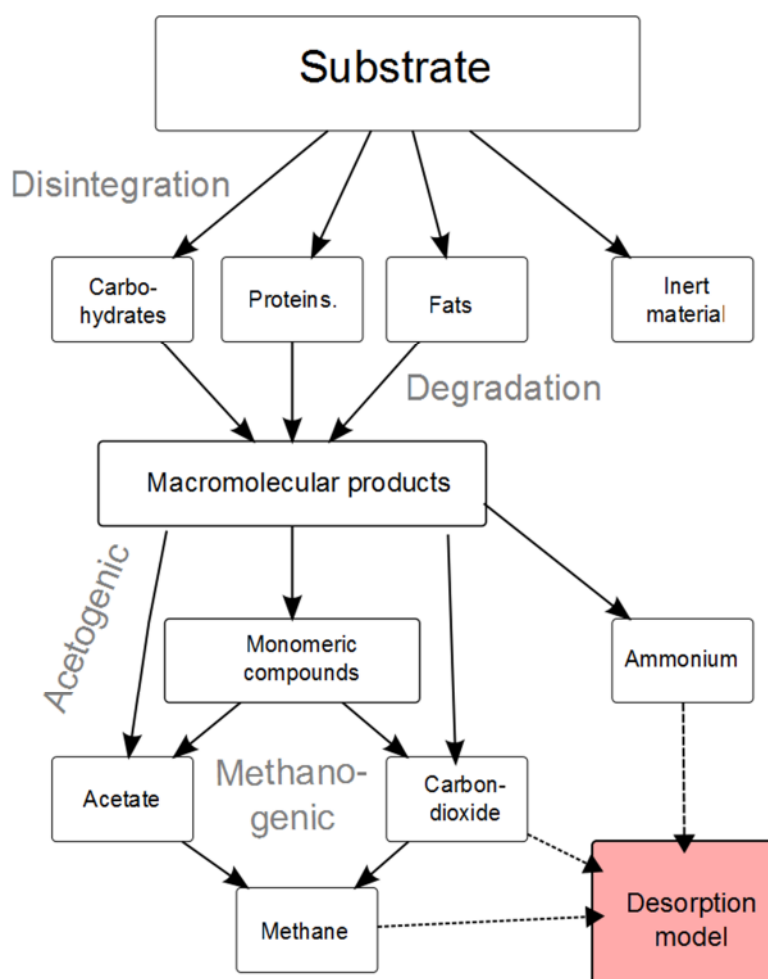 Substrate
Disintegration
Carbo-
hydrates
Proteins.
Fats
Inert
material
Degradation
Macromolecular products
Acetogenic
Monomeric
compounds
Ammonium
Methano-
genic
Acetate
Carbon-
dioxide
Methane
Desorption
model